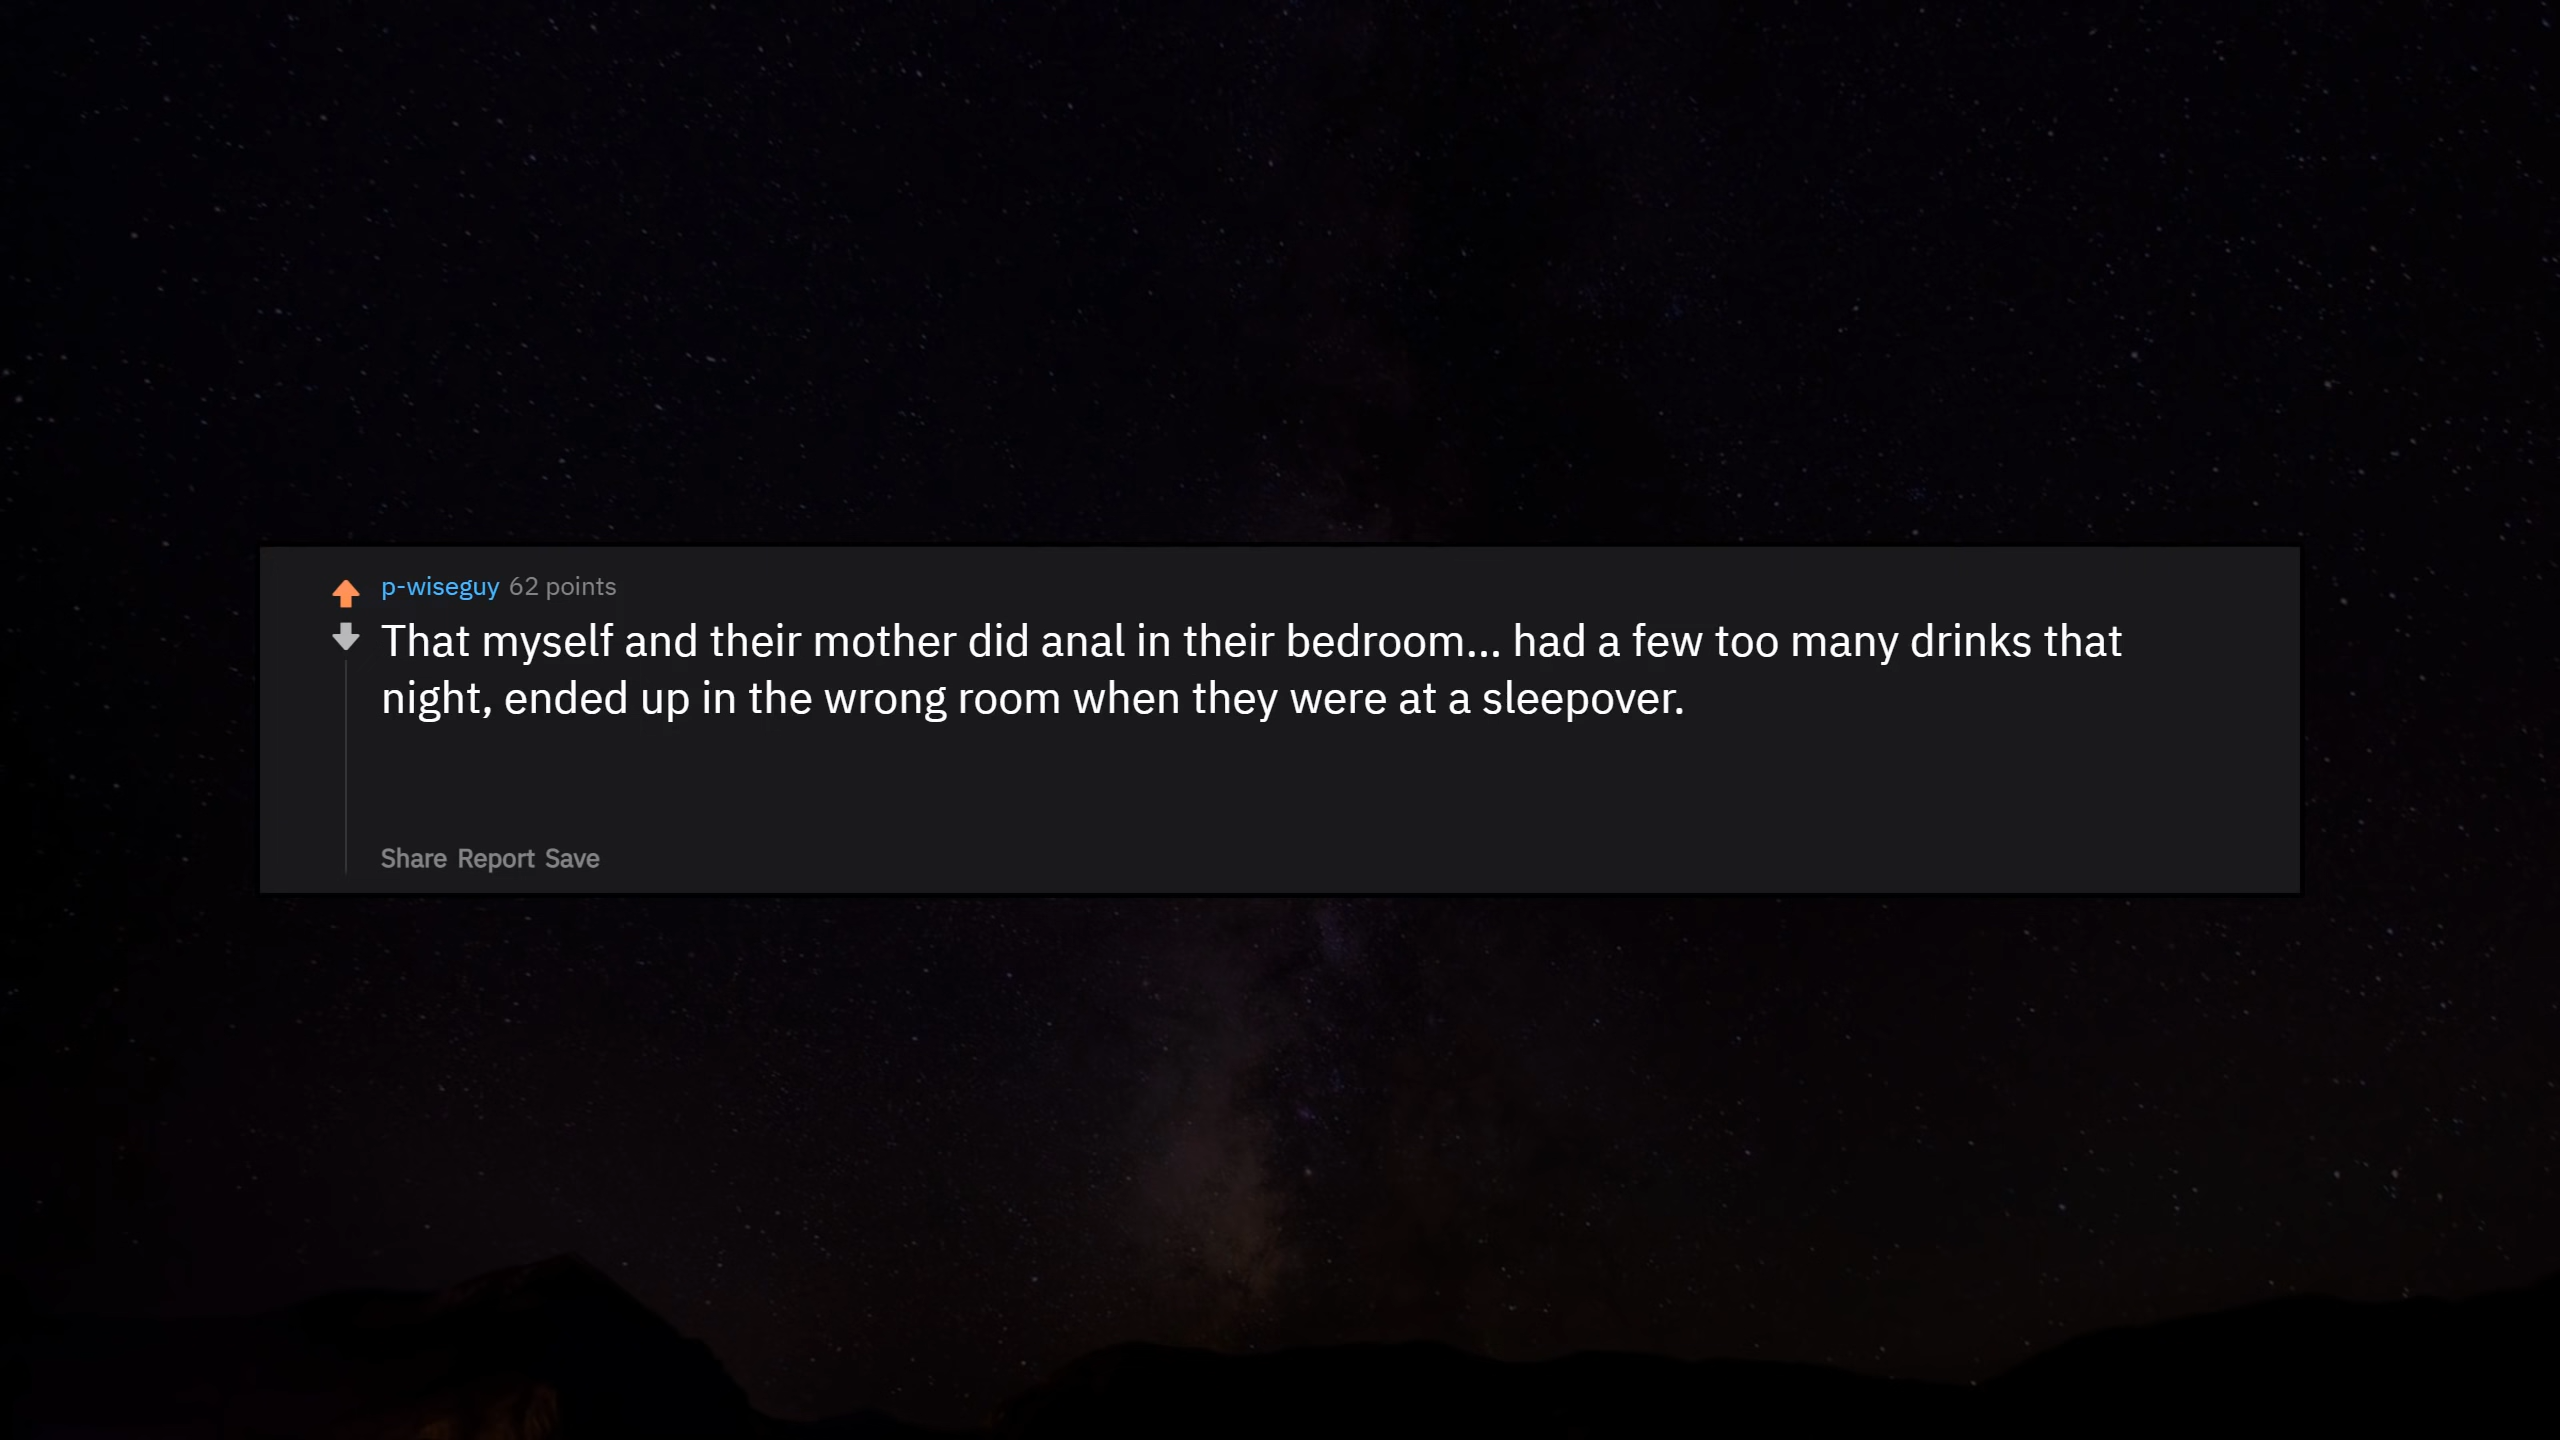 p-wiseguy 62 points
That myself and their mother did anal in their bedroom... had a few too many drinks that
night, ended up in the wrong room when they were at a sleepover.
Share Report Save